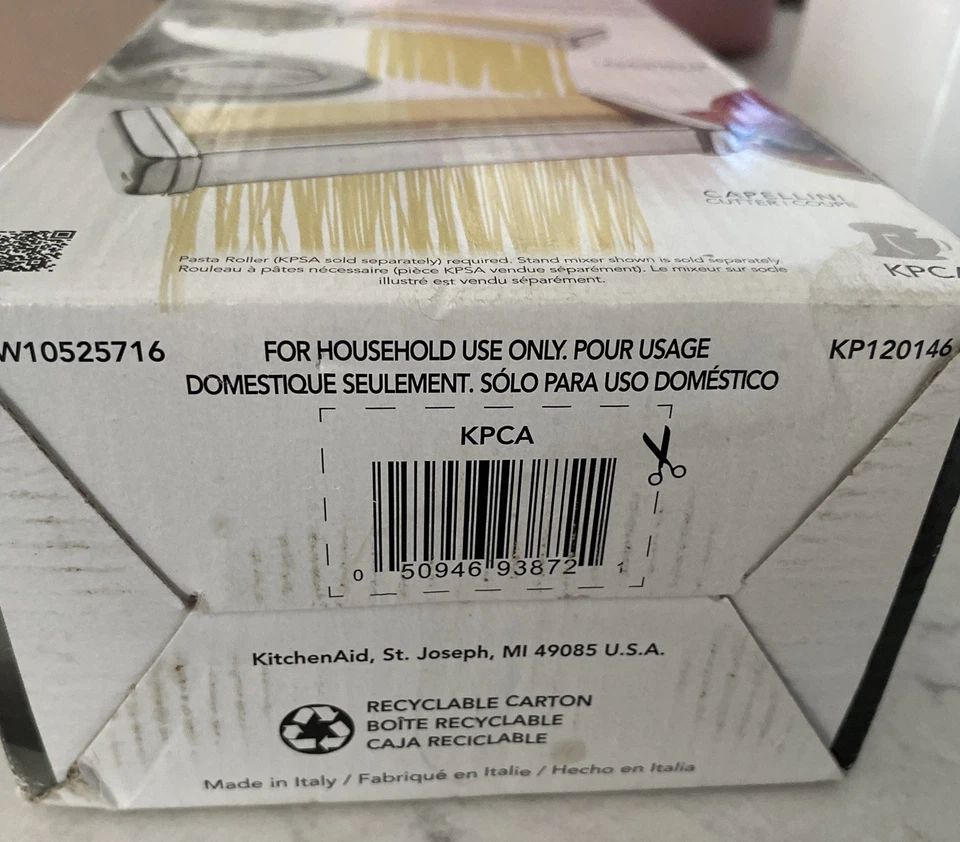 CAPELLINI
CUTTER | COUPE
Pasta Roller (KPSA sold separately) required. Stand mixer shown is sold separately.
Rouleau à pâtes nécessaire (pièce KPSA vendue séparément). Le mixeur sur socle
illustré est vendu séparément.
KPCA
W10525716
FOR HOUSEHOLD USE ONLY. POUR USAGE
DOMESTIQUE SEULEMENT. SÓLO PARA USO DOMÉSTICO
KP120146
KPCA
0 50946 93872 1
KitchenAid, St. Joseph, MI 49085 U.S.A.
RECYCLABLE CARTON
BOÎTE RECYCLABLE
CAJA RECICLABLE
Made in Italy / Fabriqué en Italie / Hecho en Italia